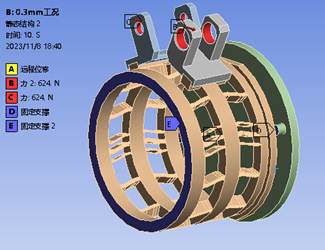 B: 0.3mm工况
静态结构 2
时间: 10. S
2023/11/8 18:40
A 远程位移
B 力 2: 624. N
C 力: 624. N
D 固定支撑
E 固定支撑 2
E